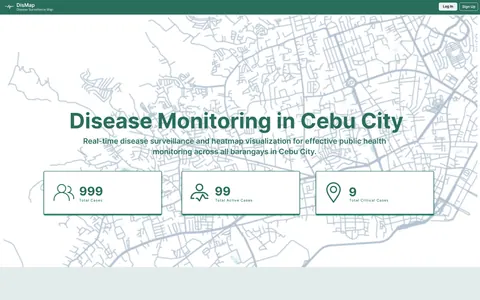 DisMap
Disease Surveillance Map
Log In
Sign Up
Disease Monitoring in Cebu City
Real-time disease surveillance and heatmap visualization for effective public health
monitoring across all barangays in Cebu City.
999
Total Cases
99
Total Active Cases
9
Total Critical Cases